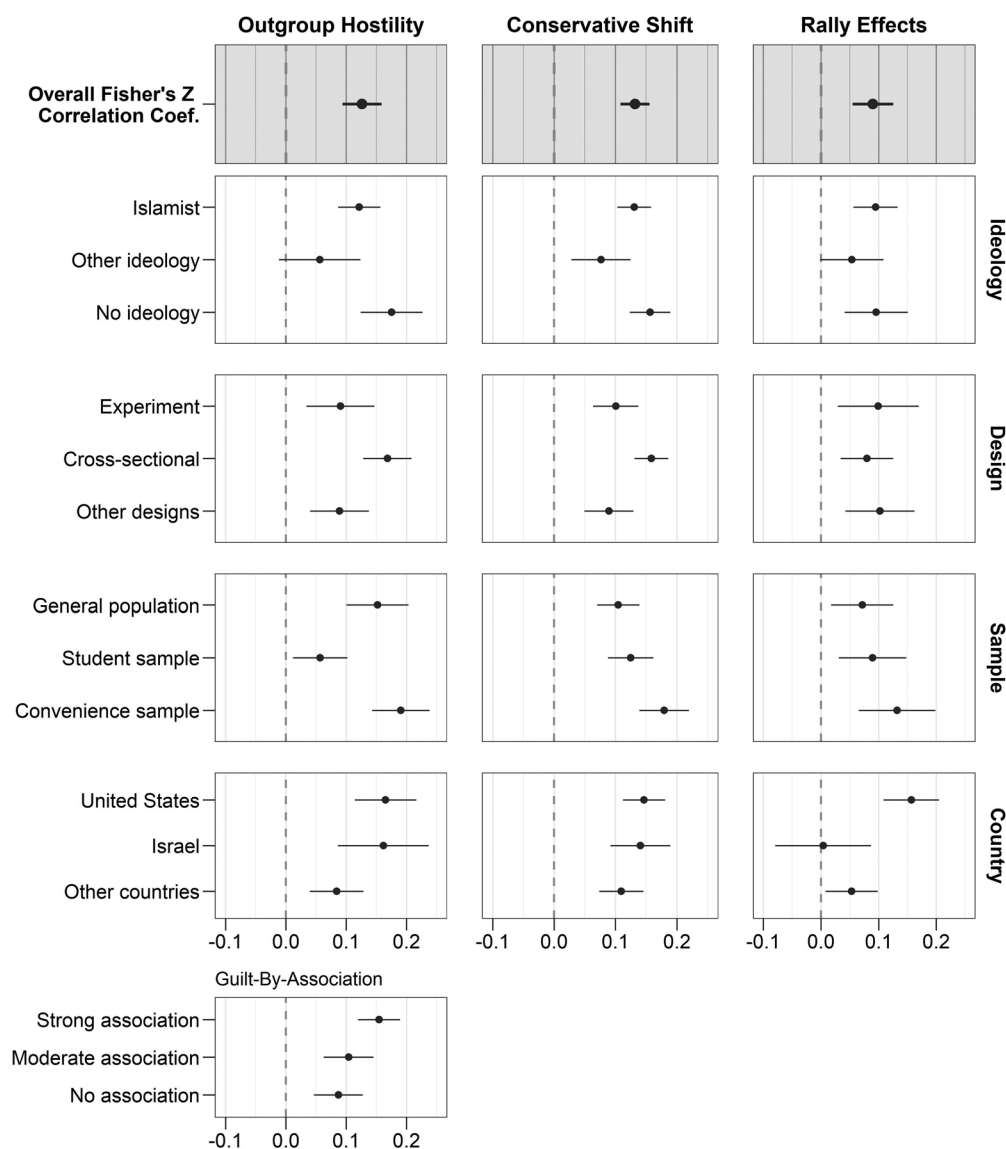 Outgroup Hostility Conservative Shift Rally Effects
Overall Fisher's Z
Correlation Coef.
Islamist
Other ideology
No ideology
Ideology
Experiment
Cross-sectional
Other designs
Design
General population
Student sample
Convenience sample
Sample
United States
Israel
Other countries
Country
-0.1 0.0 0.1 0.2 -0.1 0.0 0.1 0.2 -0.1 0.0 0.1 0.2
Guilt-By-Association
Strong association
Moderate association
No association
-0.1 0.0 0.1 0.2